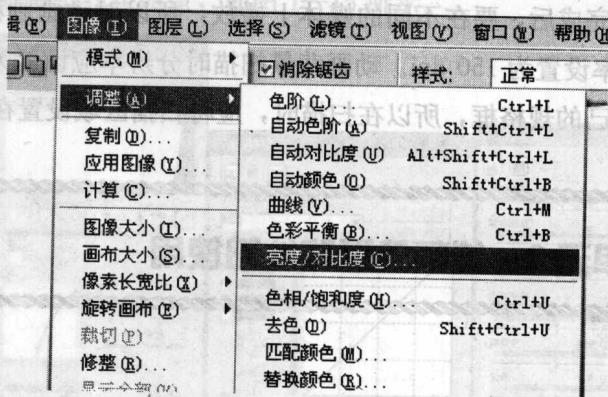 辑(E) 图像(I) 图层(L) 选择(S) 滤镜(T) 视图(V) 窗口(W) 帮助(H
模式(M)
消除锯齿 样式: 正常
调整(A)
复制(D)...
应用图像(Y)...
计算(C)...
图像大小(I)...
画布大小(S)...
像素长宽比(X)
旋转画布(E)
裁切(P)
修整(R)...
显示全部(V)
色阶(L)... Ctrl+L
自动色阶(A) Shift+Ctrl+L
自动对比度(U) Alt+Shift+Ctrl+L
自动颜色(O) Shift+Ctrl+B
曲线(V)... Ctrl+M
色彩平衡(B)... Ctrl+B
亮度/对比度(C)...
色相/饱和度(H)... Ctrl+U
去色(D) Shift+Ctrl+U
匹配颜色(M)...
替换颜色(R)...